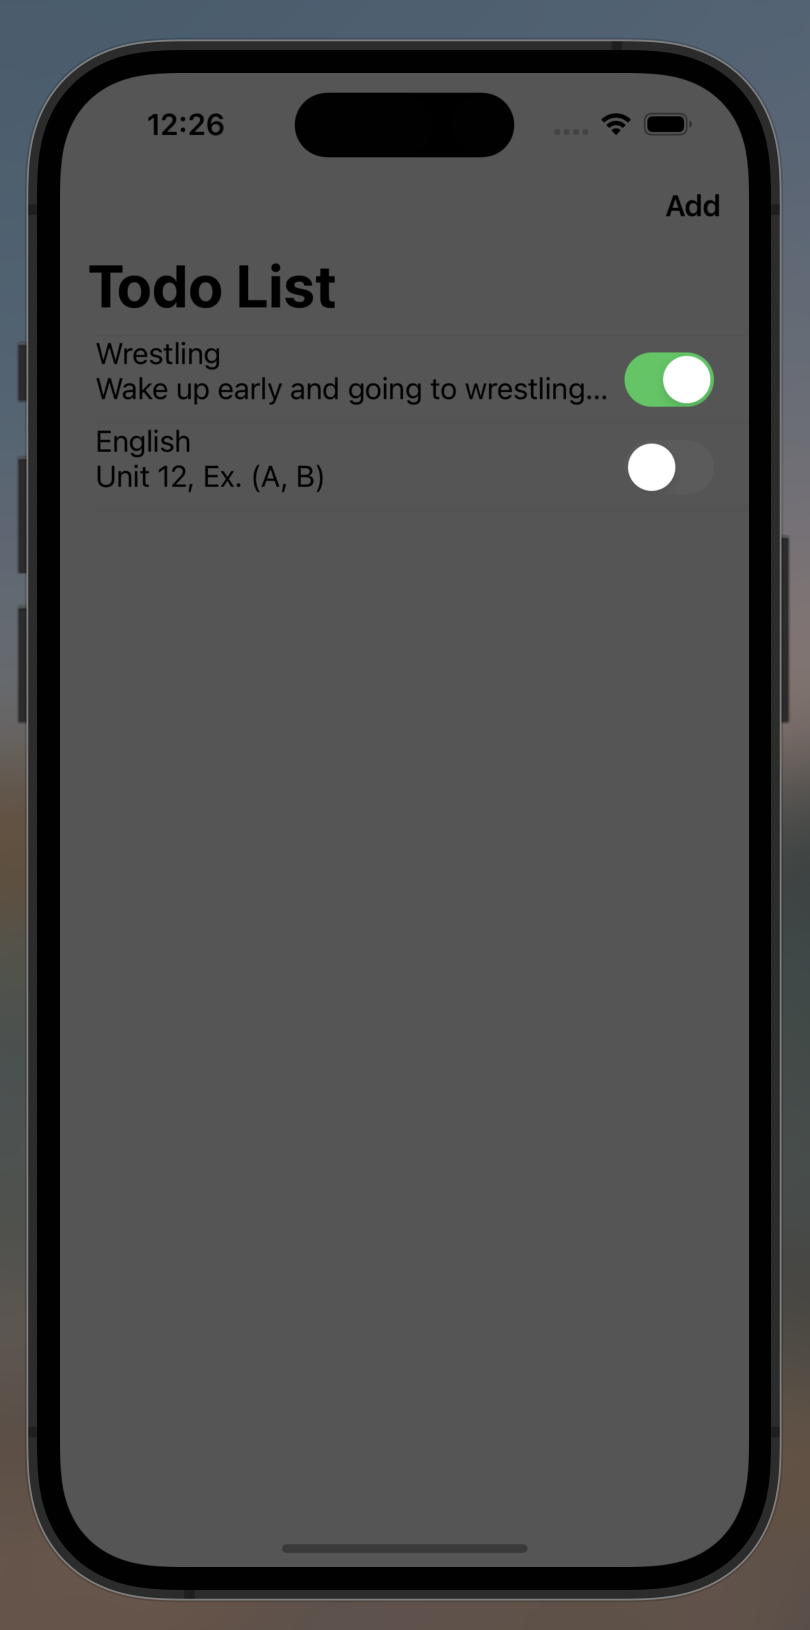 12:26
Add
Todo List
Wrestling
Wake up early and going to wrestling...
English
Unit 12, Ex. (A, B)